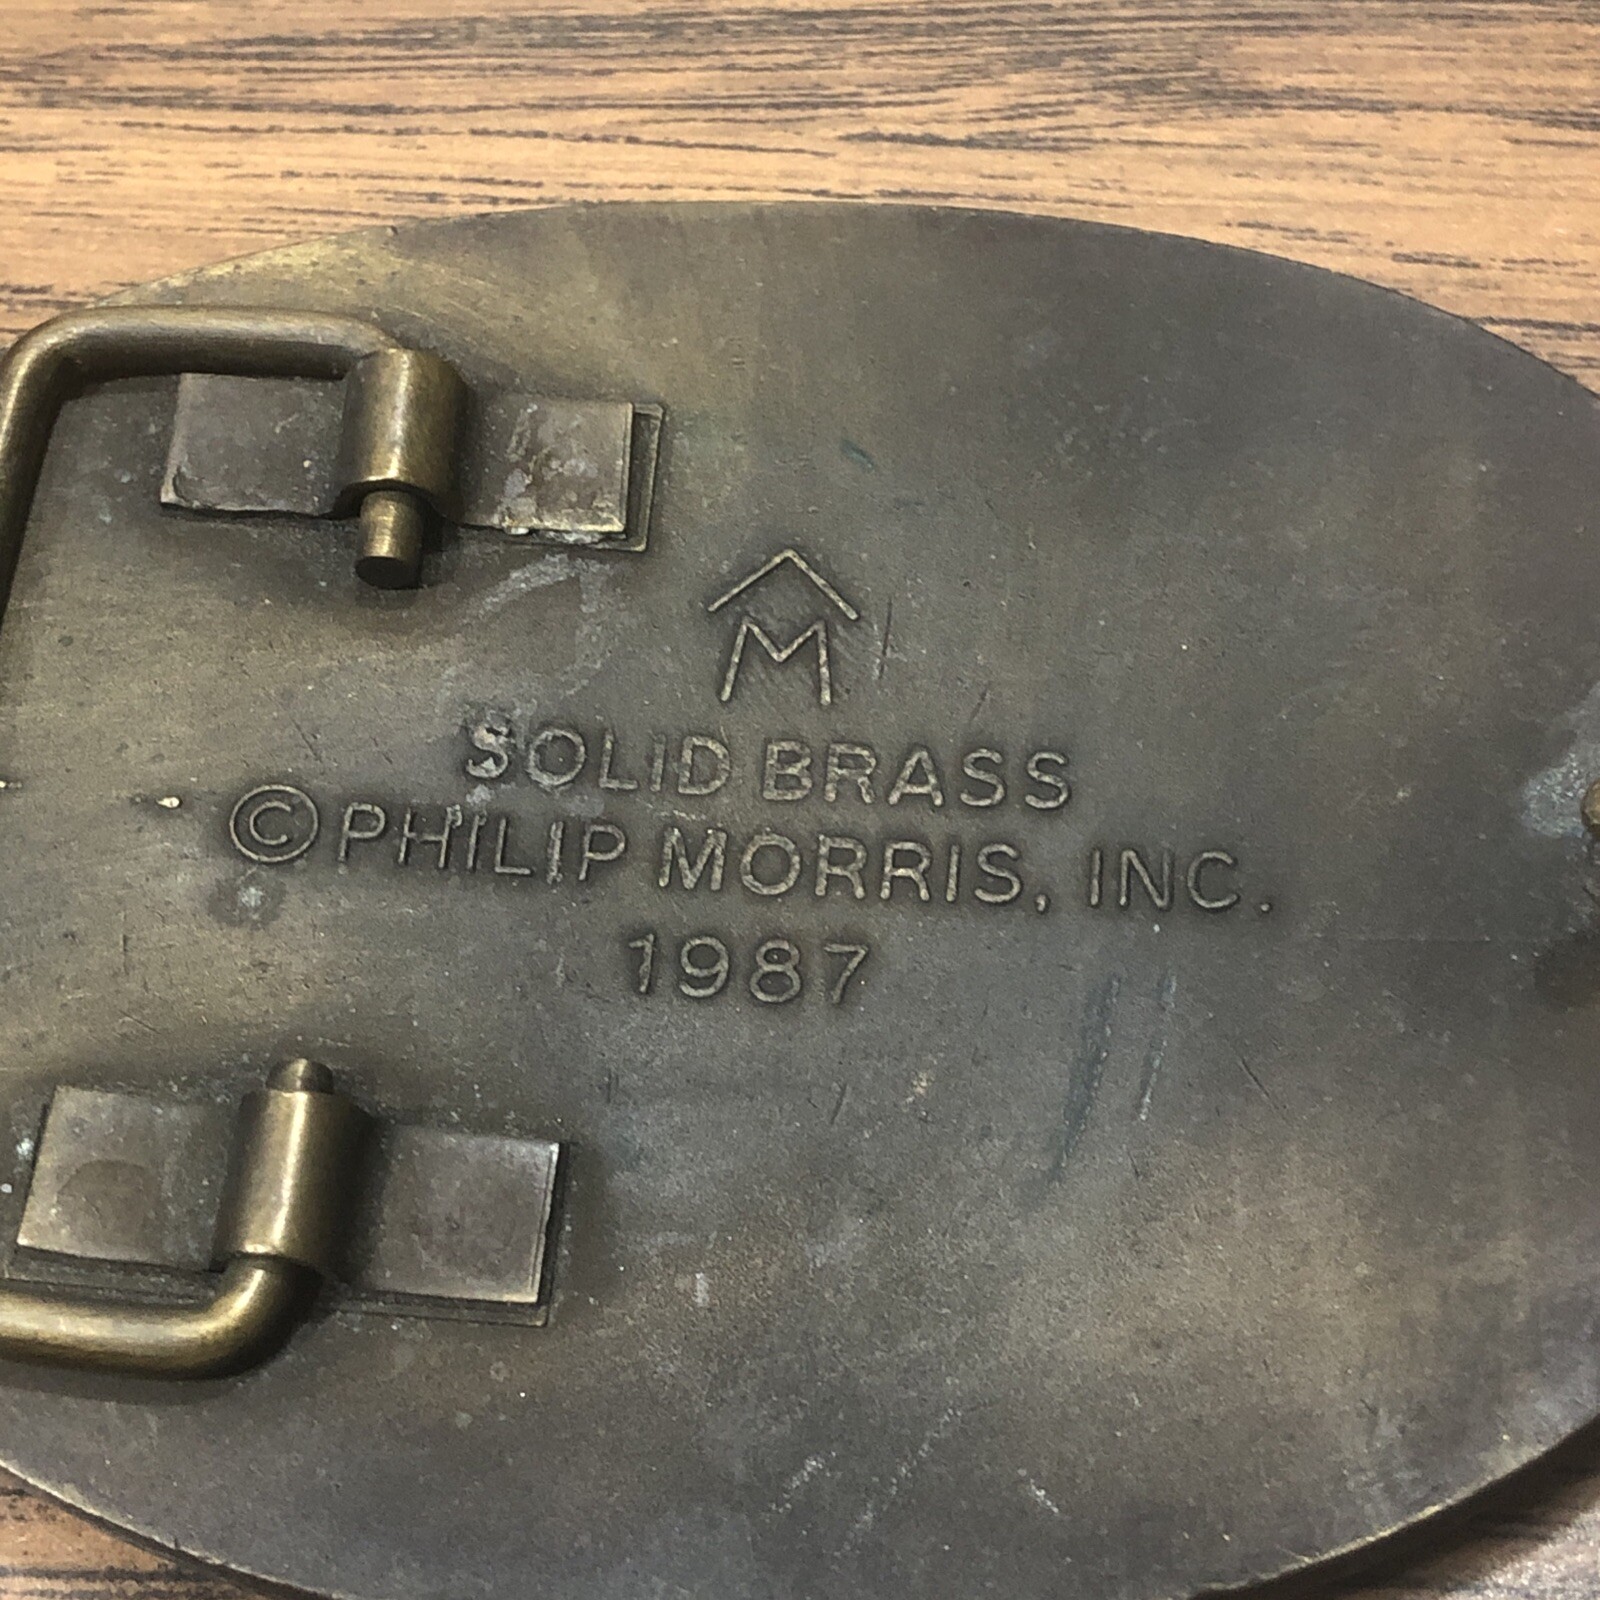 M
SOLID BRASS
© PHILIP MORRIS, INC.
1987